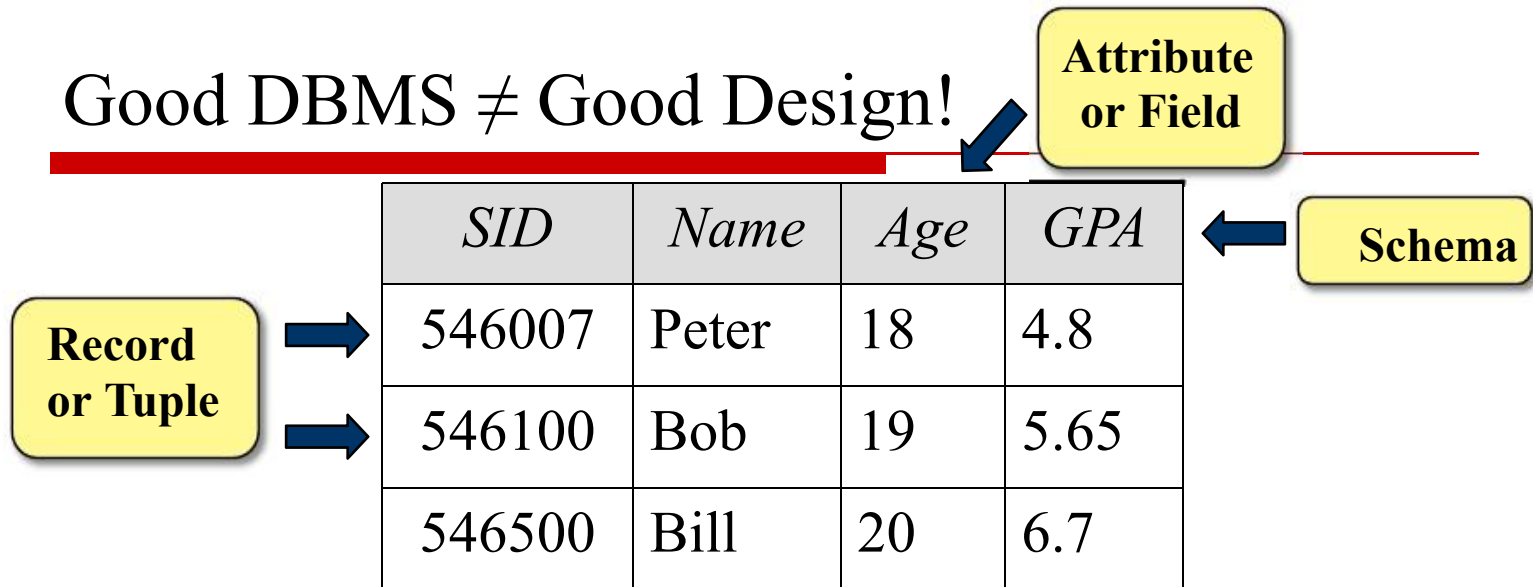 Good DBMS ≠ Good Design!
Attribute
or Field
SID Name Age GPA
Schema
Record
or Tuple
546007 Peter 18 4.8
546100 Bob 19 5.65
546500 Bill 20 6.7